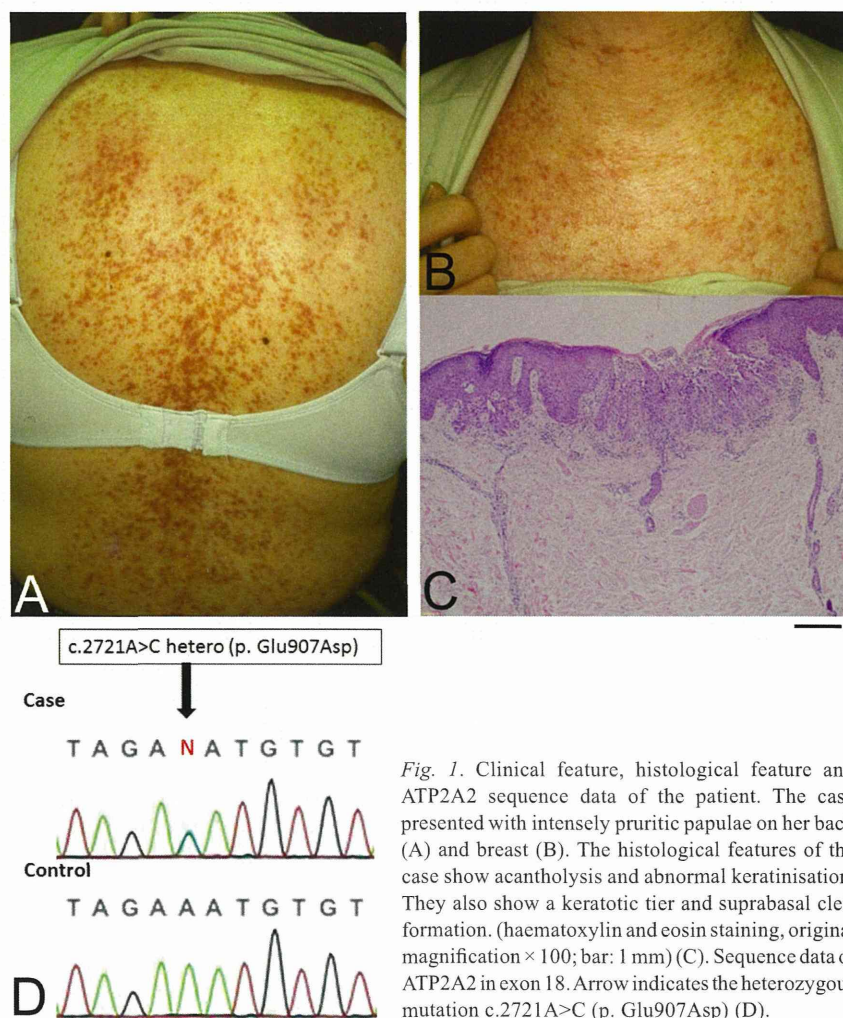 A
B
C
c.2721A>C hetero (p. Glu907Asp)
Case
T A G A N A T G T G T
Control
T A G A A A T G T G T
D
Fig. 1. Clinical feature, histological feature an
ATP2A2 sequence data of the patient. The cas
presented with intensely pruritic papulae on her bac
(A) and breast (B). The histological features of th
case show acantholysis and abnormal keratinisation
They also show a keratotic tier and suprabasal cle
formation. (haematoxylin and eosin staining, origina
magnification × 100; bar: 1 mm) (C). Sequence data o
ATP2A2 in exon 18. Arrow indicates the heterozygou
mutation c.2721A>C (p. Glu907Asp) (D).